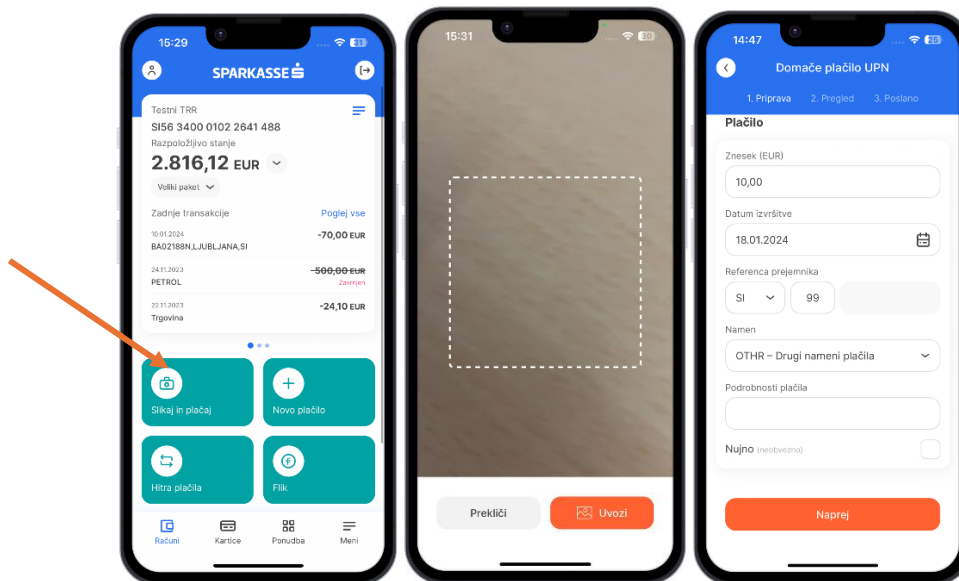 15:29
31
SPARKASSE
Testni TRR
SI56 3400 0102 2641 488
Razpoložljivo stanje
2.816,12 EUR
Veliki paket
Zadnje transakcije Poglej vse
10.01.2024
BA02188N,LJUBLJANA,SI -70,00 EUR
24.11.2023
PETROL -500,00 EUR
Zavrnjen
22.11.2023
Trgovina -24,10 EUR
Slikaj in plačaj
Novo plačilo
Hitra plačila
Flik
Računi Kartice Ponudba Meni
15:31
30
Prekliči Uvozi
14:47
25
Domače plačilo UPN
1. Priprava 2. Pregled 3. Poslano
Plačilo
Znesek (EUR)
10,00
Datum izvršitve
18.01.2024
Referenca prejemnika
SI 99
Namen
OTHR – Drugi nameni plačila
Podrobnosti plačila
Nujno (neobvezno)
Naprej